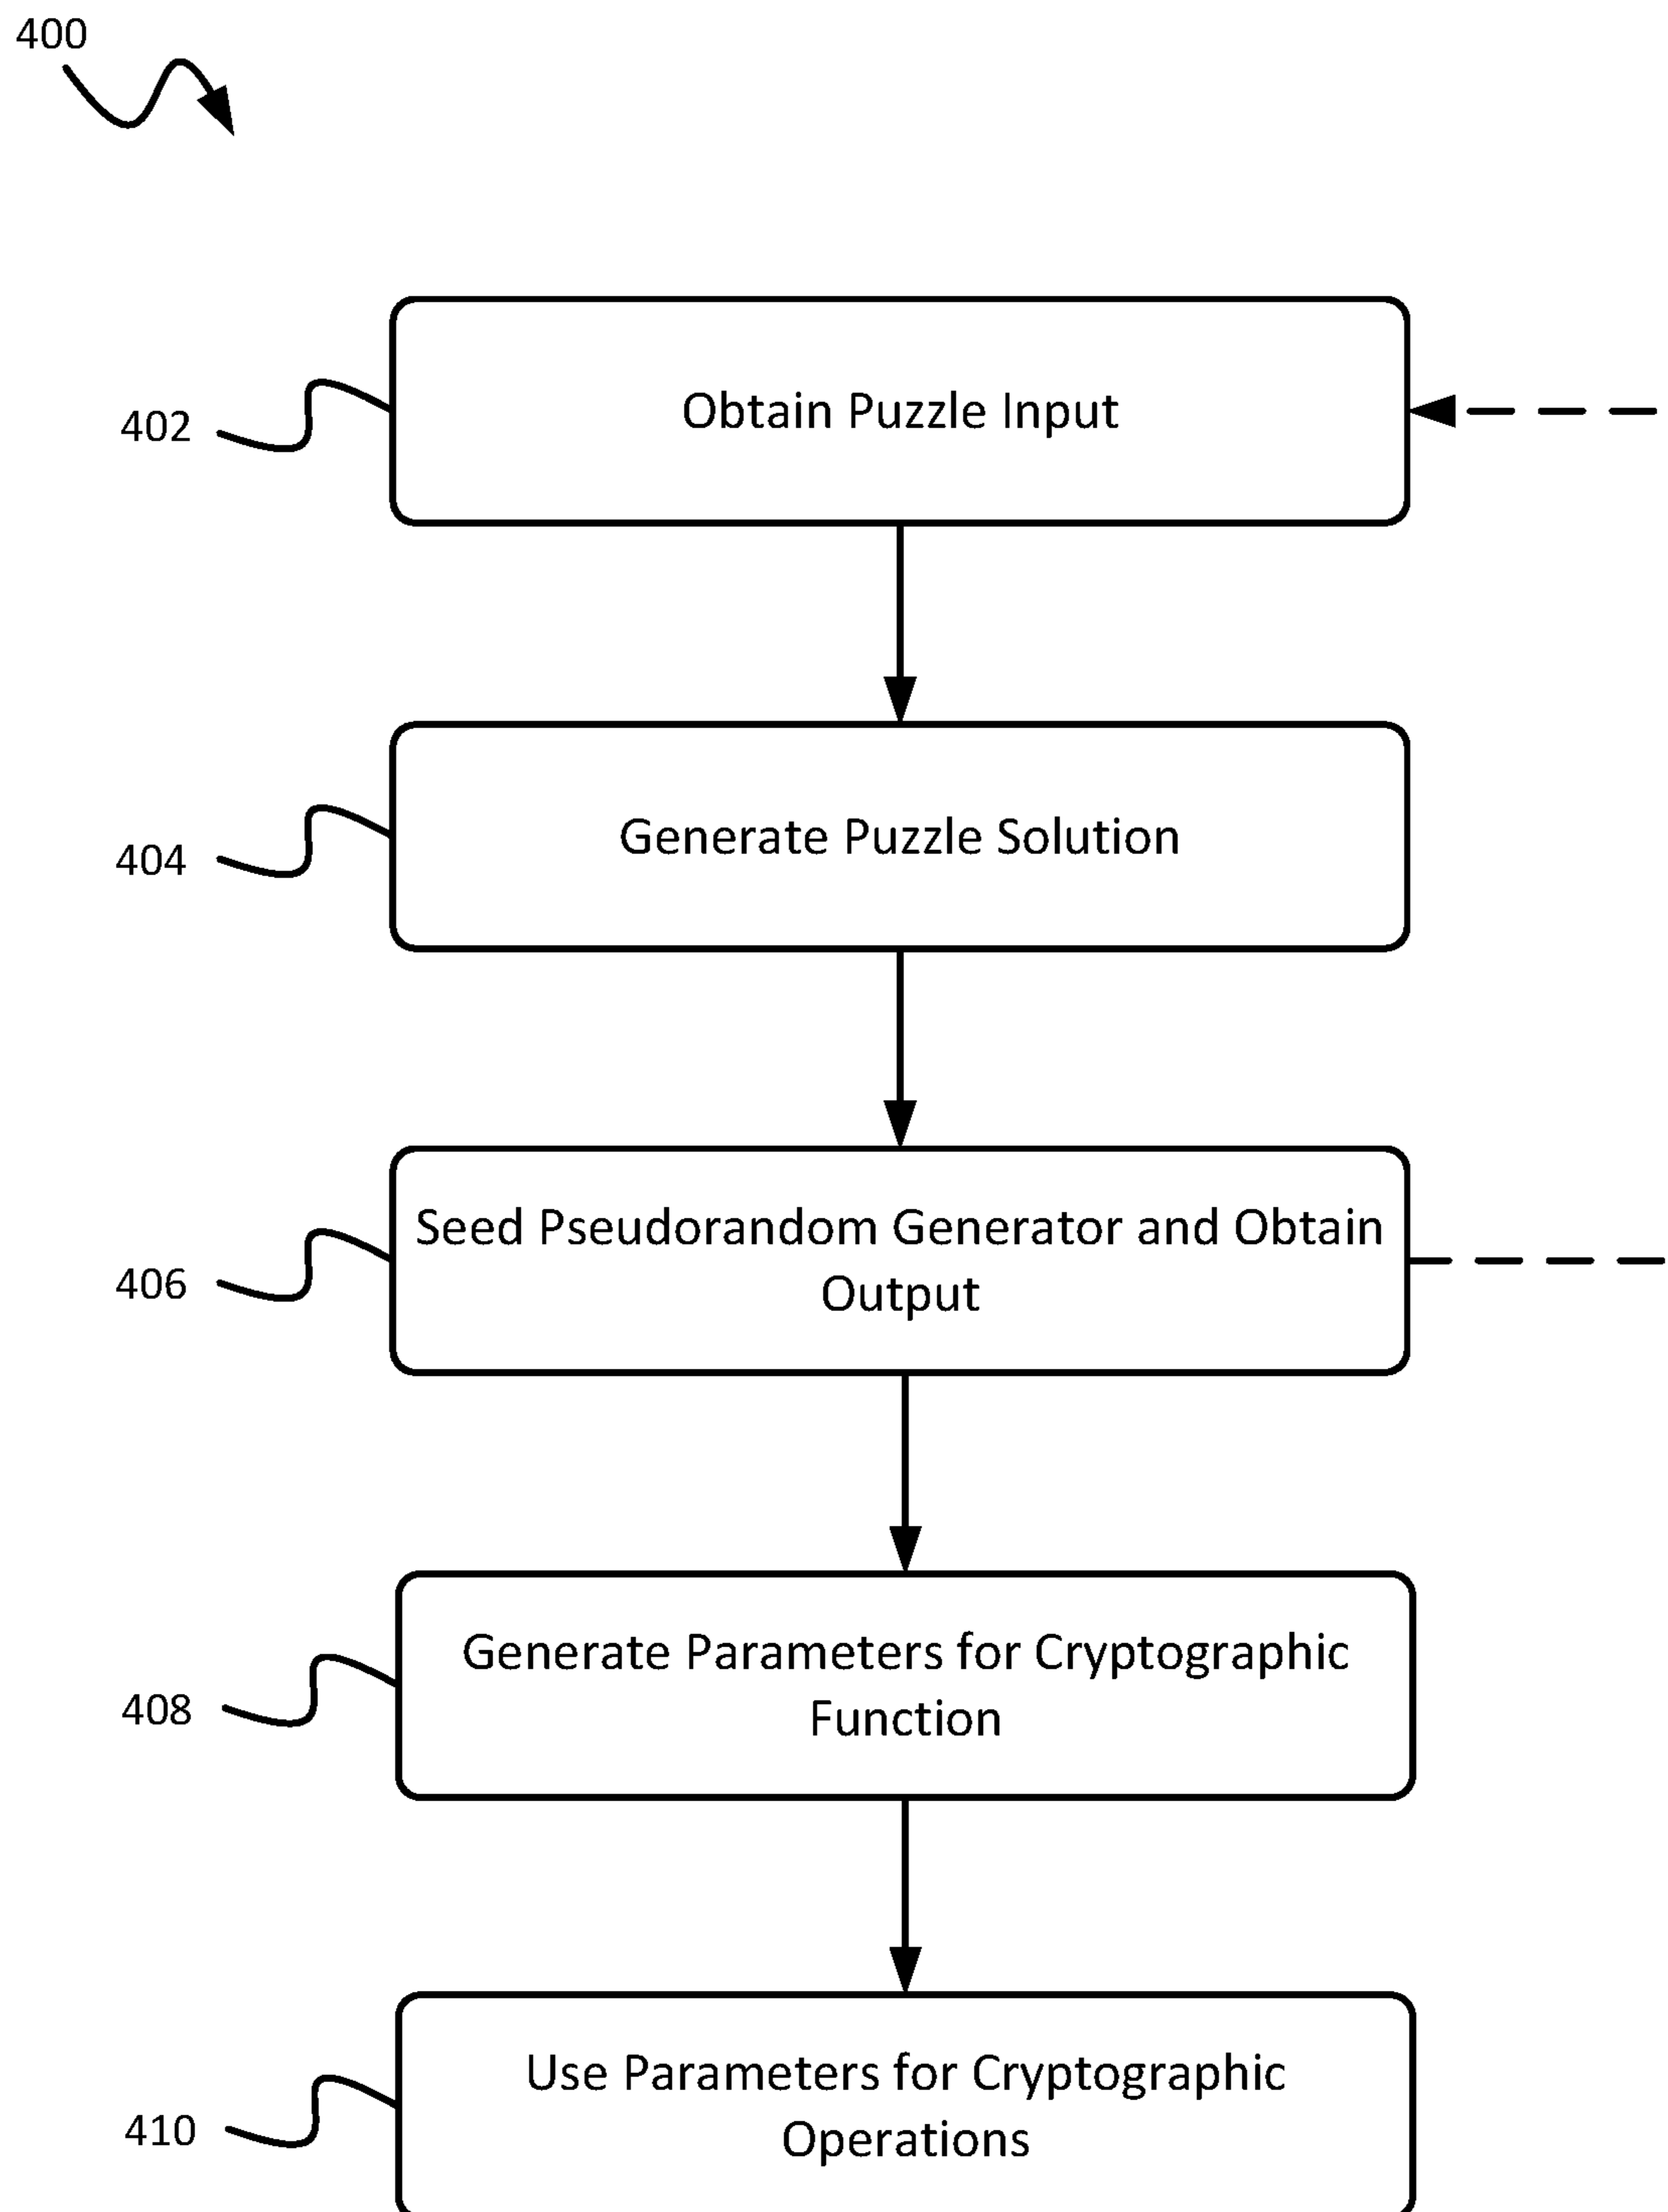 400
402
Obtain Puzzle Input
404
Generate Puzzle Solution
406
Seed Pseudorandom Generator and Obtain
Output
408
Generate Parameters for Cryptographic
Function
410
Use Parameters for Cryptographic
Operations